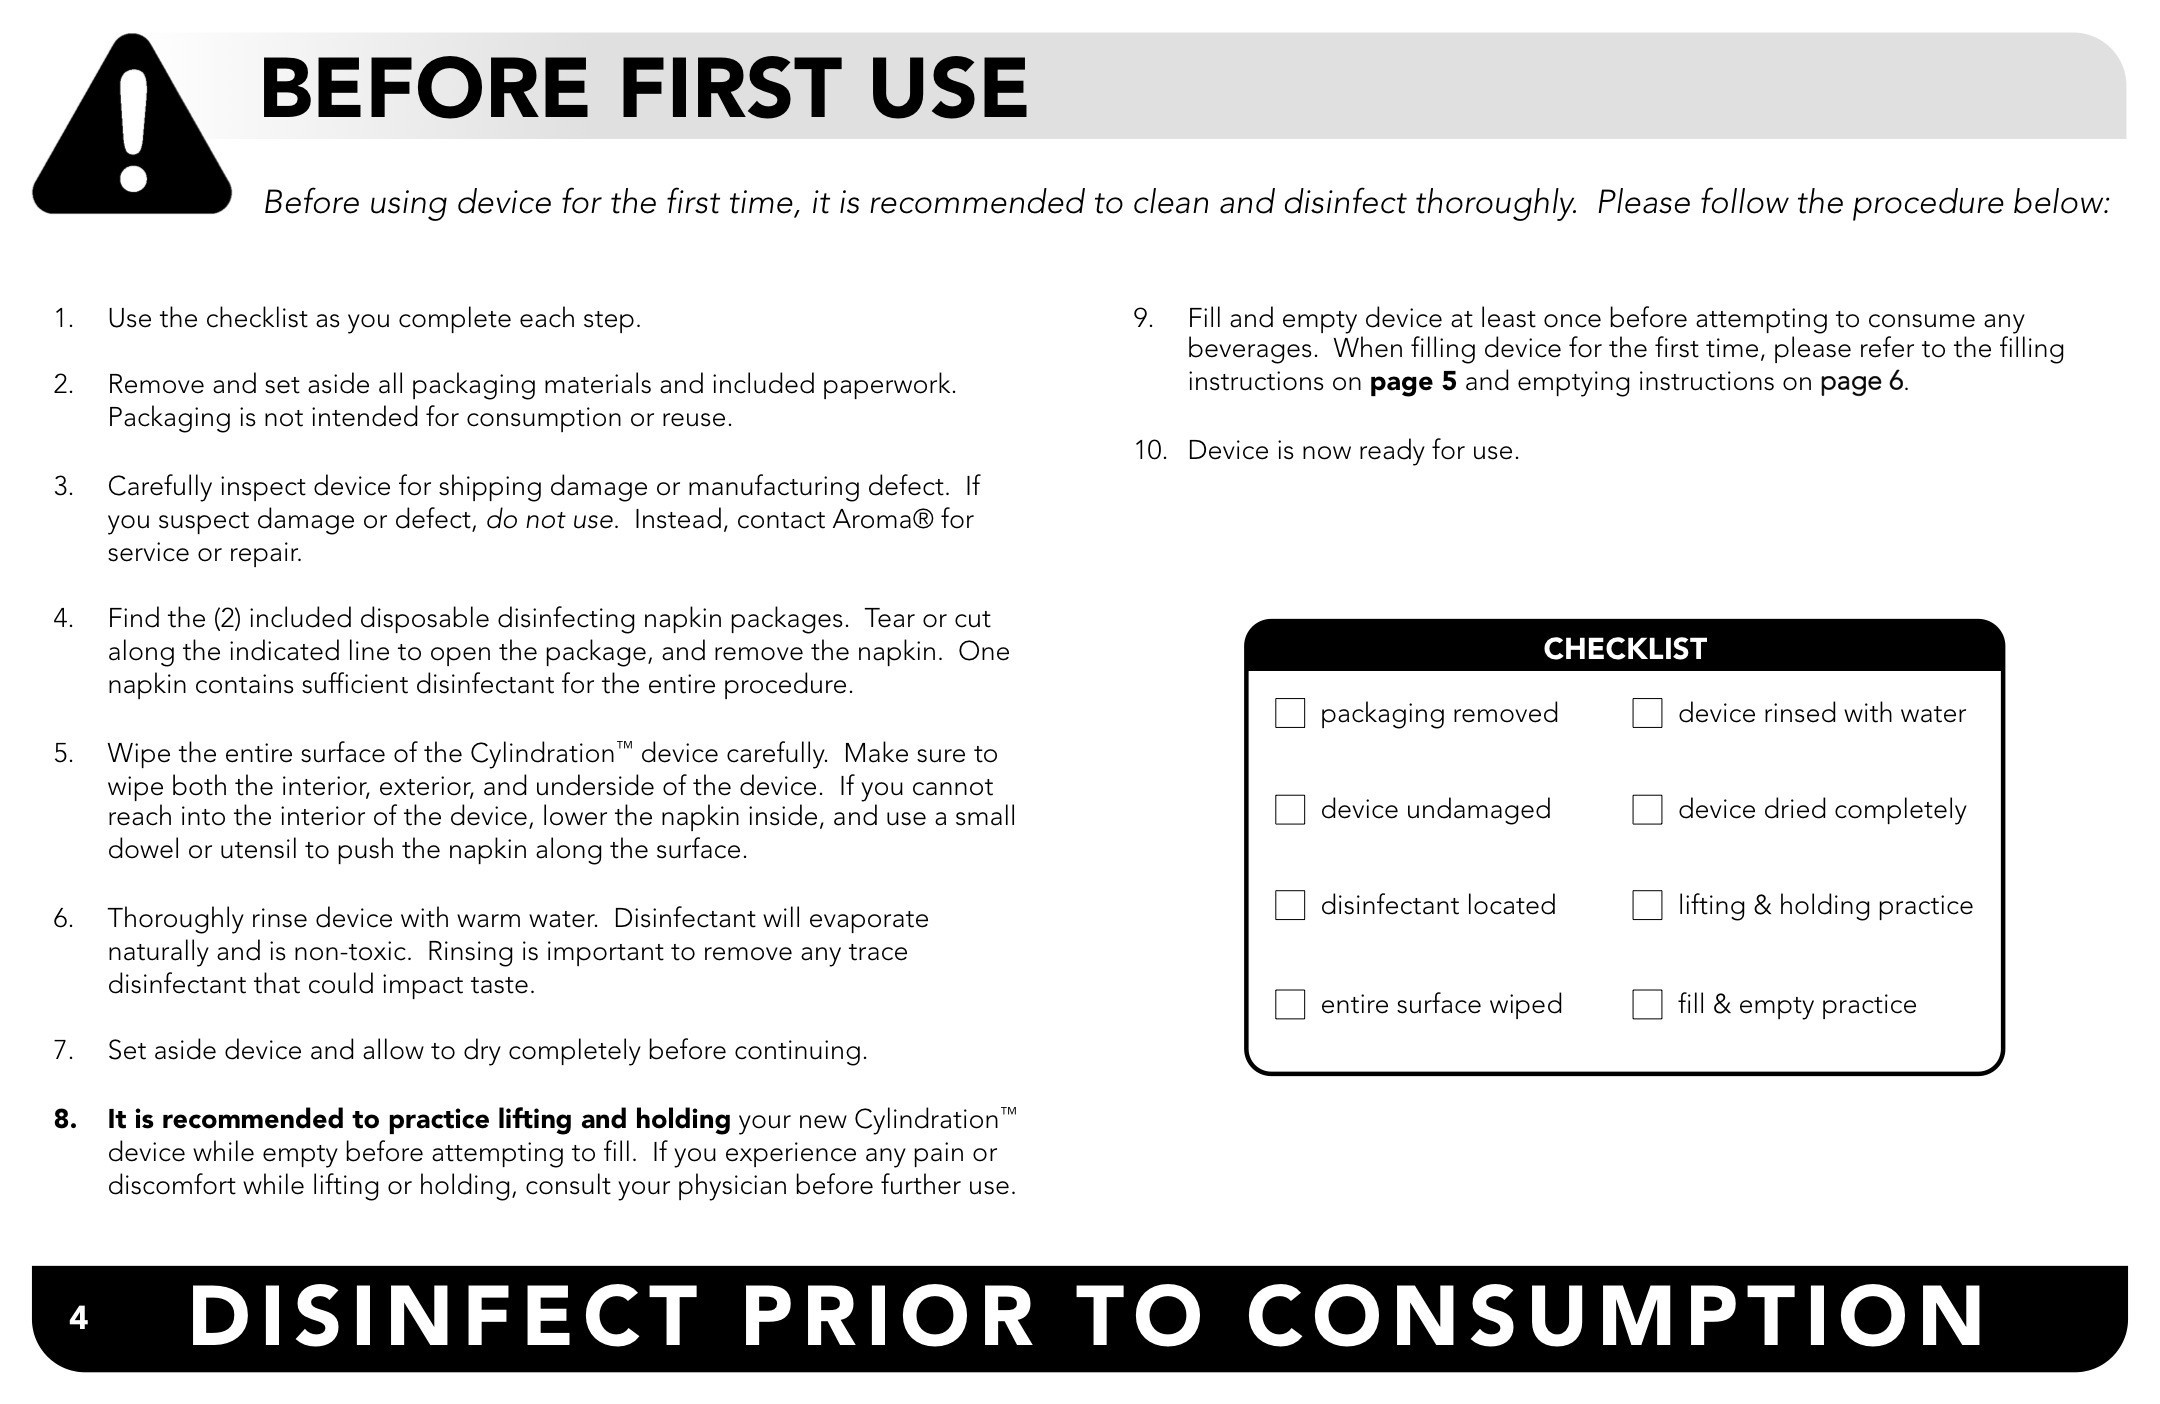 BEFORE FIRST USE
Before using device for the first time, it is recommended to clean and disinfect thoroughly.  Please follow the procedure below:
1. Use the checklist as you complete each step.
2. Remove and set aside all packaging materials and included paperwork.
Packaging is not intended for consumption or reuse.
3. Carefully inspect device for shipping damage or manufacturing defect.  If
you suspect damage or defect, do not use.  Instead, contact Aroma® for
service or repair.
4. Find the (2) included disposable disinfecting napkin packages.  Tear or cut
along the indicated line to open the package, and remove the napkin.  One
napkin contains sufficient disinfectant for the entire procedure.
5. Wipe the entire surface of the Cylindration™ device carefully.  Make sure to
wipe both the interior, exterior, and underside of the device.  If you cannot
reach into the interior of the device, lower the napkin inside, and use a small
dowel or utensil to push the napkin along the surface.
6. Thoroughly rinse device with warm water.  Disinfectant will evaporate
naturally and is non-toxic.  Rinsing is important to remove any trace
disinfectant that could impact taste.
7. Set aside device and allow to dry completely before continuing.
8. It is recommended to practice lifting and holding your new Cylindration™
device while empty before attempting to fill.  If you experience any pain or
discomfort while lifting or holding, consult your physician before further use.
9. Fill and empty device at least once before attempting to consume any
beverages.  When filling device for the first time, please refer to the filling
instructions on page 5 and emptying instructions on page 6.
10. Device is now ready for use.
CHECKLIST
packaging removed
device undamaged
disinfectant located
entire surface wiped
device rinsed with water
device dried completely
lifting & holding practice
fill & empty practice
4
DISINFECT PRIOR TO CONSUMPTION